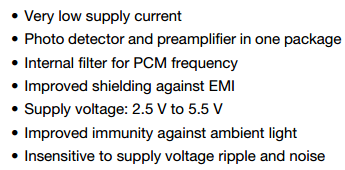 • Very low supply current
• Photo detector and preamplifier in one package
• Internal filter for PCM frequency
• Improved shielding against EMI
• Supply voltage: 2.5 V to 5.5 V
• Improved immunity against ambient light
• Insensitive to supply voltage ripple and noise